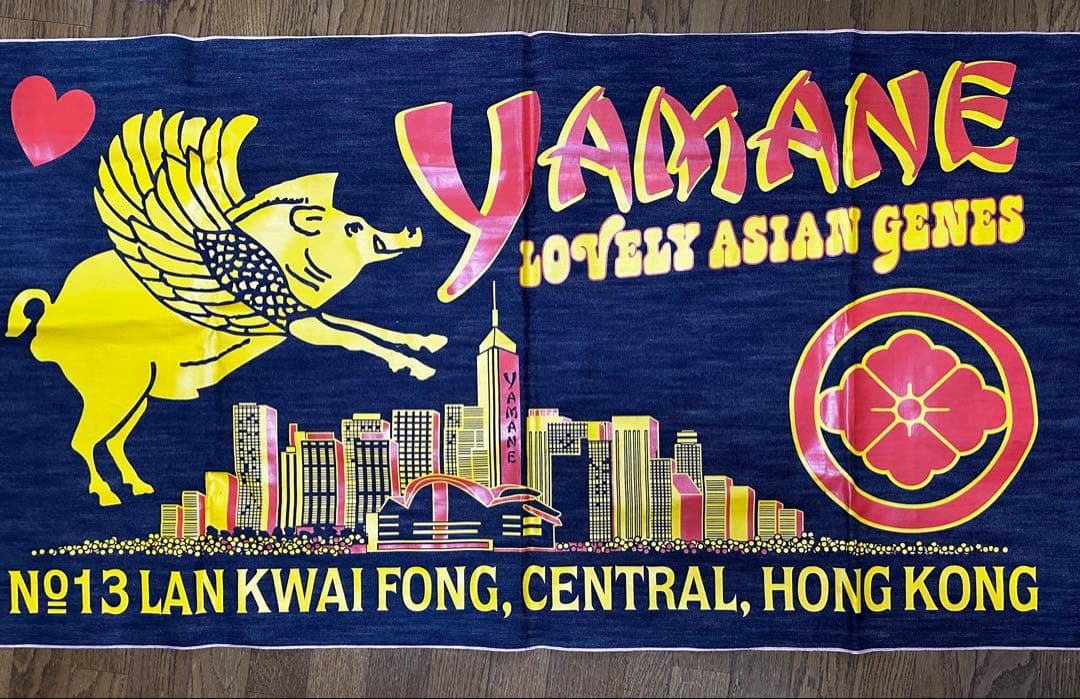 YAMANE
LOVELY ASIAN GENES
YAMANE
Nº13 LAN KWAI FONG, CENTRAL, HONG KONG